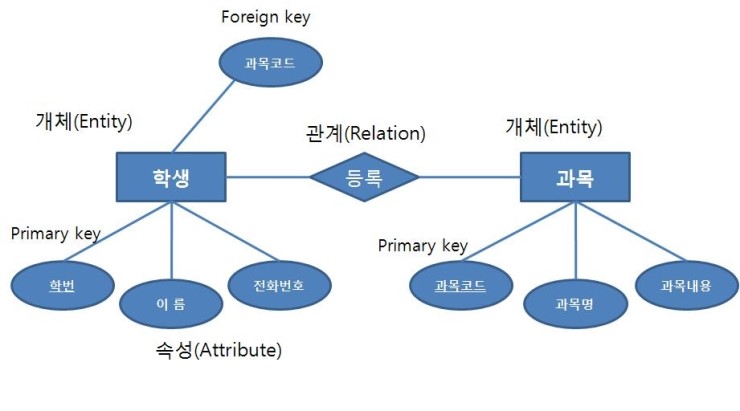 Foreign key
과목코드
개체(Entity)
관계(Relation)
개체(Entity)
학생
등록
과목
Primary key
Primary key
학번
이 름
전화번호
과목코드
과목명
과목내용
속성(Attribute)